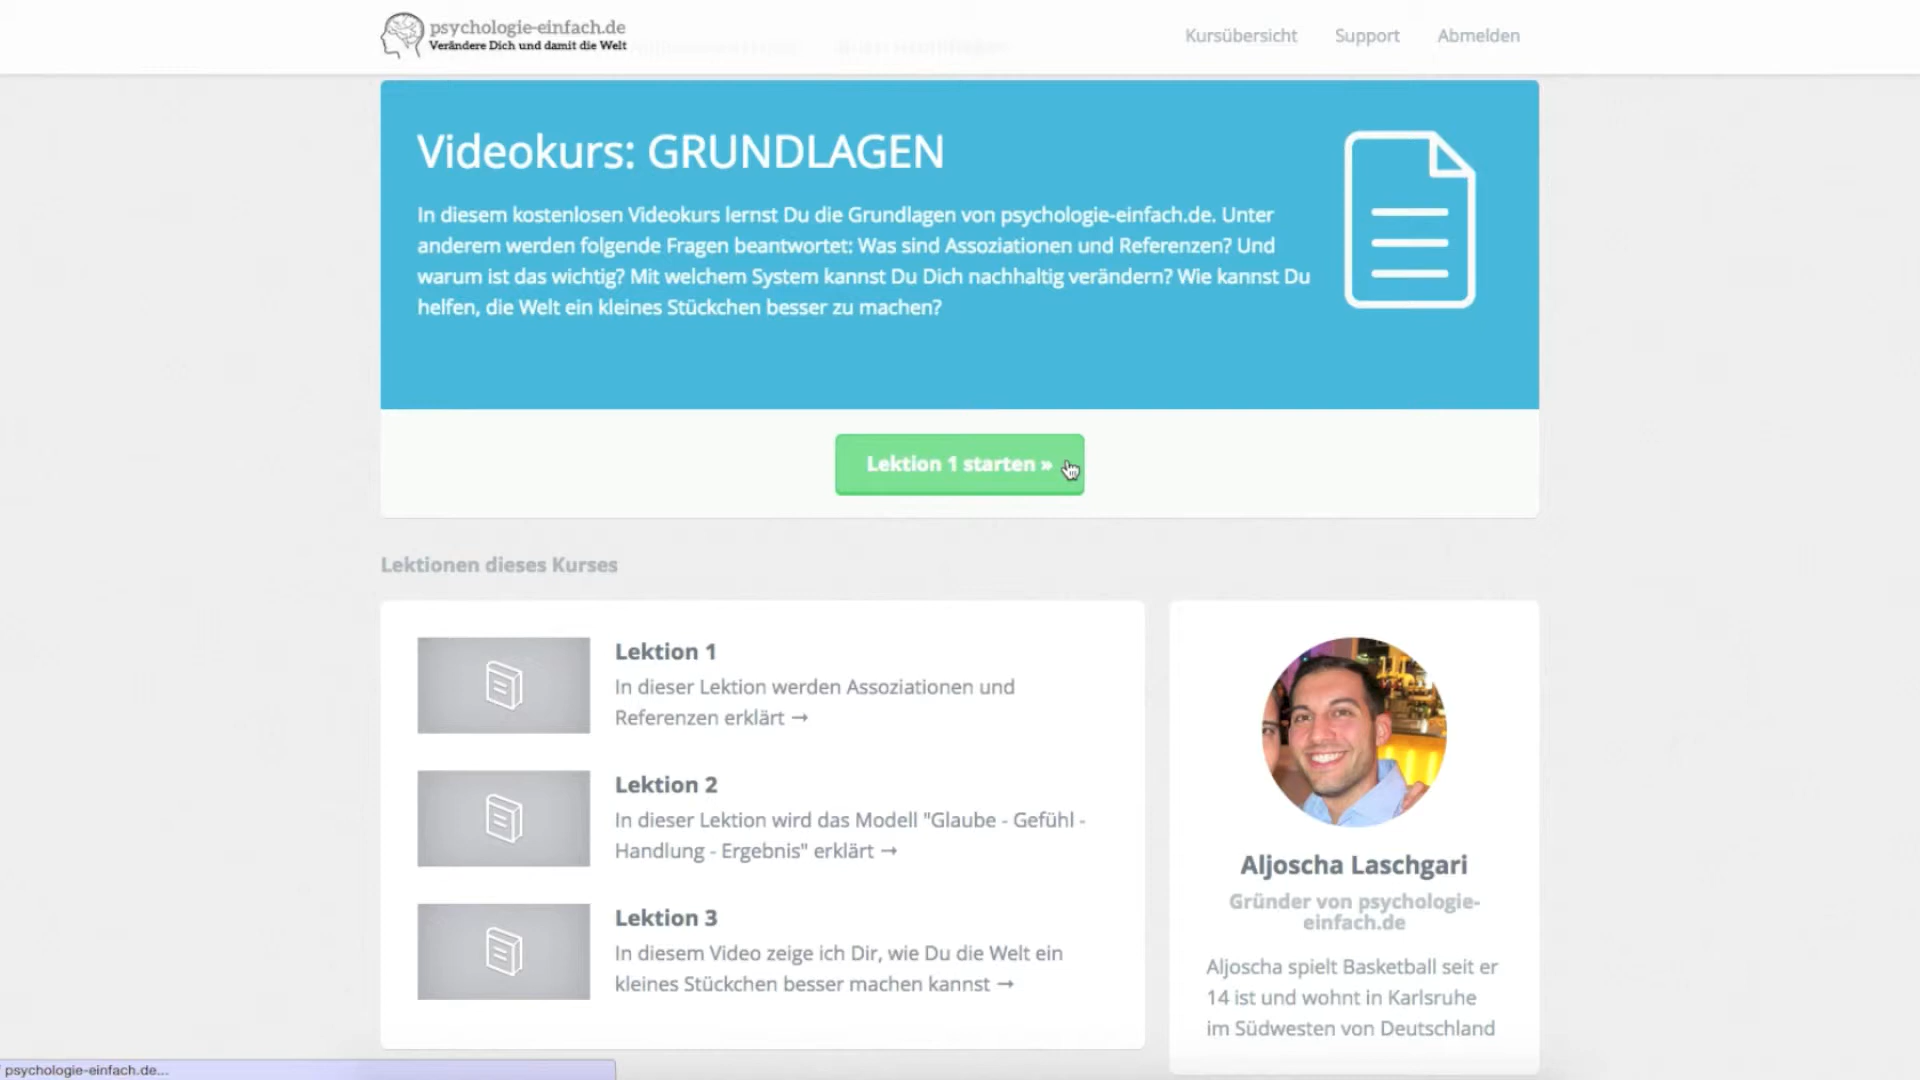 psychologie-einfach.de
Verändere Dich und damit die Welt
Kursübersicht
Support
Abmelden
Videokurs: GRUNDLAGEN
In diesem kostenlosen Videokurs lernst Du die Grundlagen von psychologie-einfach.de. Unter
anderem werden folgende Fragen beantwortet: Was sind Assoziationen und Referenzen? Und
warum ist das wichtig? Mit welchem System kannst Du Dich nachhaltig verändern? Wie kannst Du
helfen, die Welt ein kleines Stückchen besser zu machen?
Lektion 1 starten »
Lektionen dieses Kurses
Lektion 1
In dieser Lektion werden Assoziationen und
Referenzen erklärt →
Lektion 2
In dieser Lektion wird das Modell "Glaube - Gefühl -
Handlung - Ergebnis" erklärt →
Lektion 3
In diesem Video zeige ich Dir, wie Du die Welt ein
kleines Stückchen besser machen kannst →
Aljoscha Laschgari
Gründer von psychologie-
einfach.de
Aljoscha spielt Basketball seit er
14 ist und wohnt in Karlsruhe
im Südwesten von Deutschland
psychologie-einfach.de...